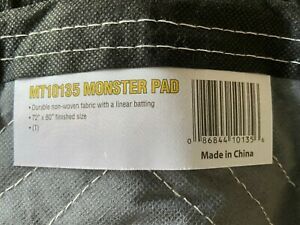 MT10135 MONSTER PAD
• Durable non-woven fabric with a linear batting
• 72" x 80" finished size
• (1)
0 86844 10135 6
Made in China